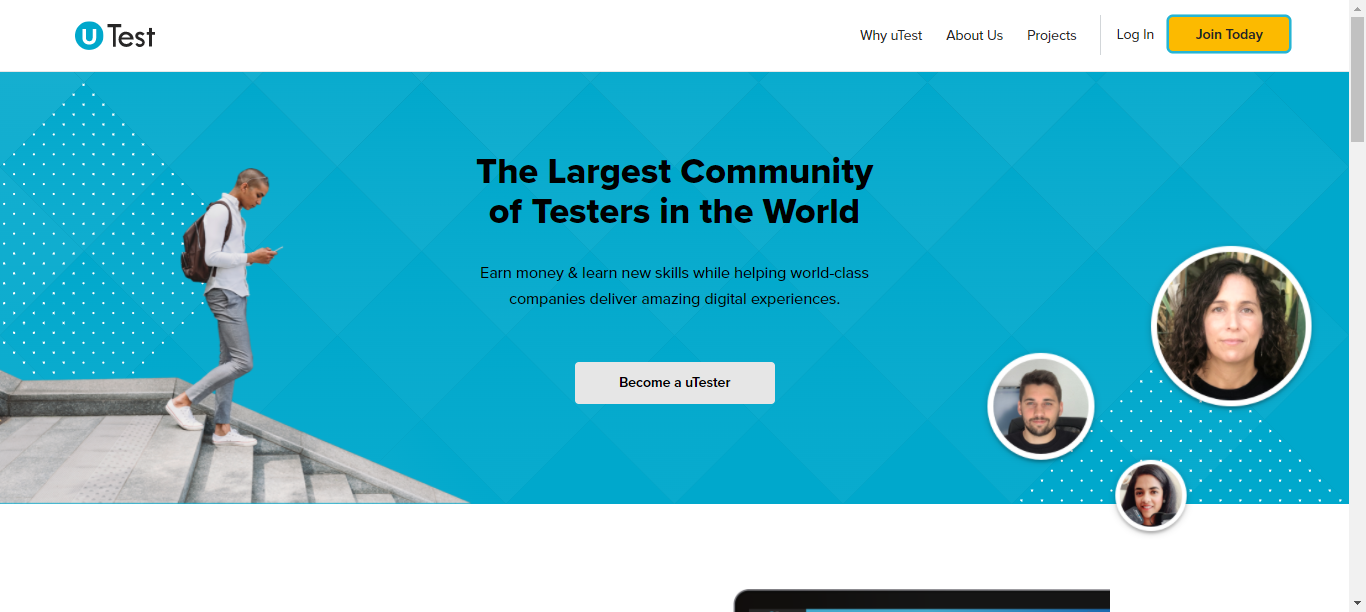 uTest
Why uTest
About Us
Projects
Log In
Join Today
The Largest Community
of Testers in the World
Earn money & learn new skills while helping world-class
companies deliver amazing digital experiences.
Become a uTester